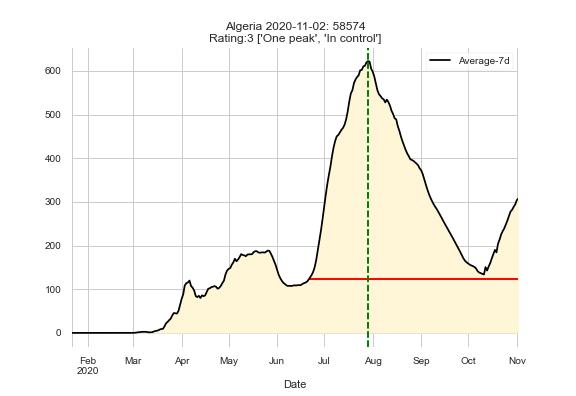 Algeria 2020-11-02: 58574
Rating:3 ['One peak', 'In control']
Average-7d
600
500
400
300
200
100
0
Feb Mar Apr May Jun Jul Aug Sep Oct Nov
2020
Date